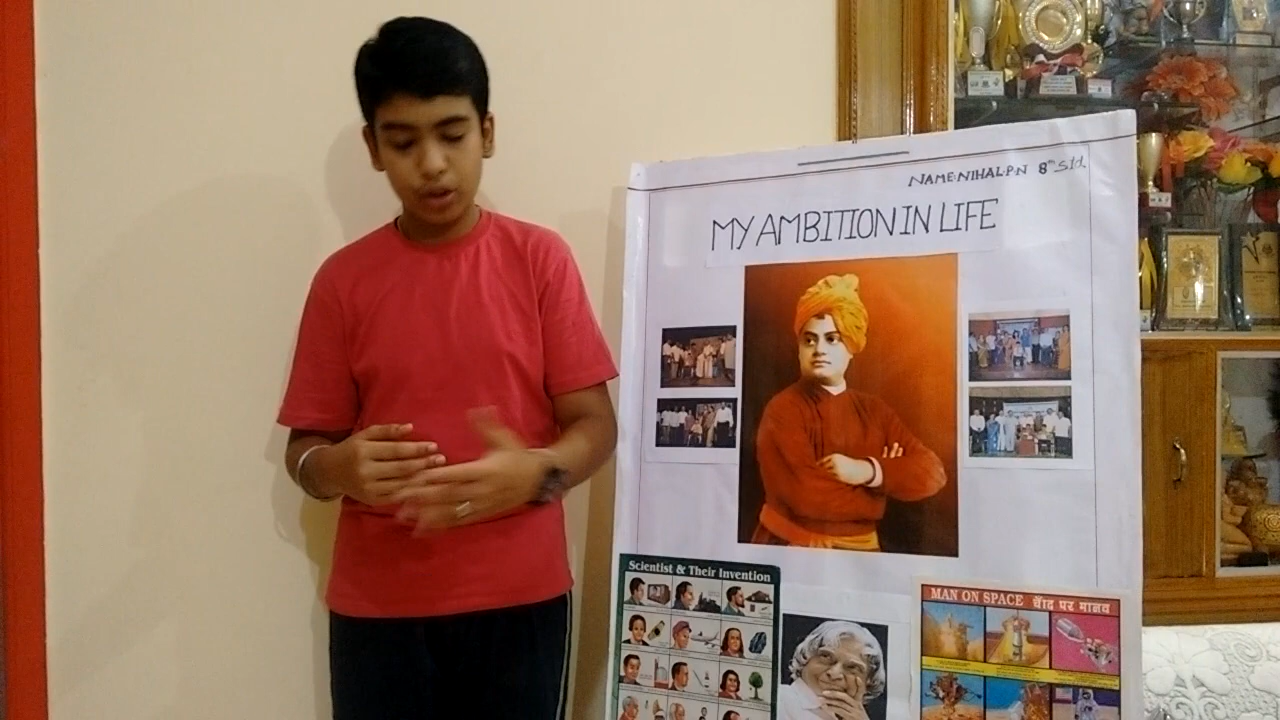 NAME:NIHAL.P.N 8th Std.
MY AMBITION IN LIFE
Scientist & Their Invention
MAN ON SPACE चाँद पर मानव